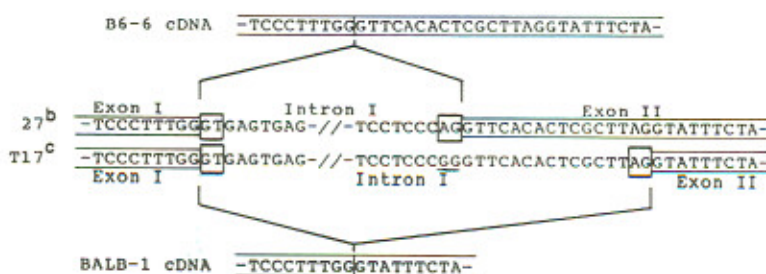 B6-6 cDNA -TCCCTTTGGGTTCACACTCGCTTAGGTATTTCTA-
Exon I Intron I Exon II
27b -TCCCTTTGGGTGAGTGAG-//-TCCTCCCAGGTTCACACTCGCTTAGGTATTTCTA-
T17c -TCCCTTTGGGTGAGTGAG-//-TCCTCCCGGGTTCACACTCGCTTAGGTATTTCTA-
Exon I Intron I Exon II
BALB-1 cDNA -TCCCTTTGGGTATTTCTA-